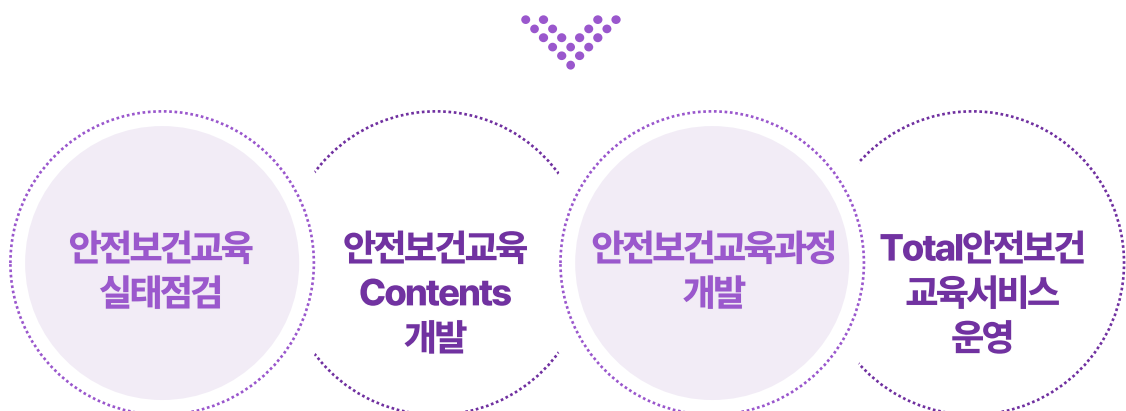 안전보건교육
실태점검
안전보건교육
Contents
개발
안전보건교육과정
개발
Total안전보건
교육서비스
운영